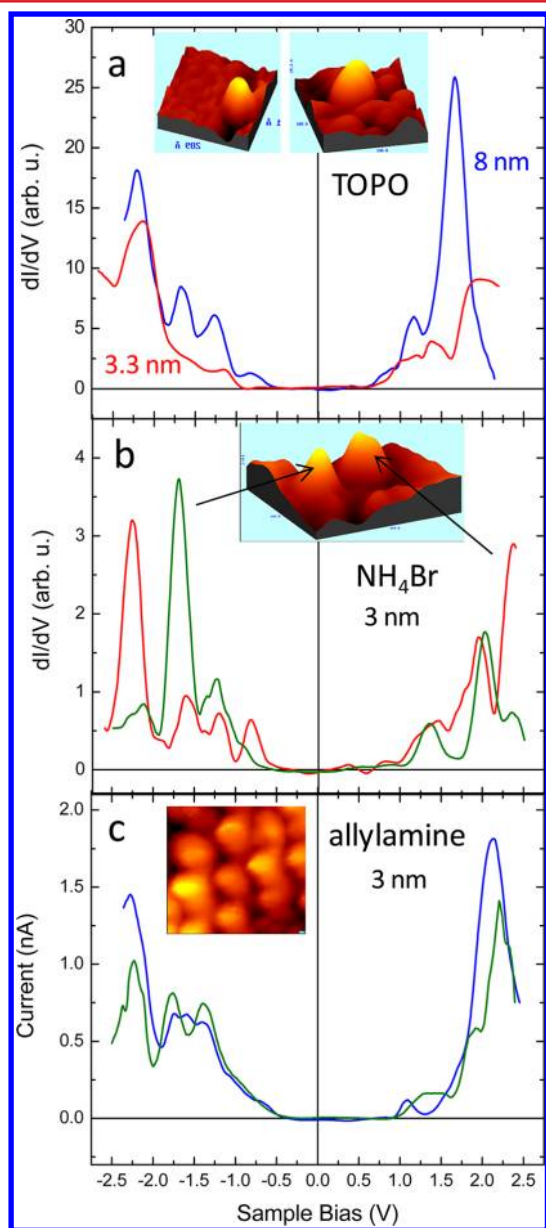 a
209 Å
TOPO
8 nm
3.3 nm
30
25
20
15
10
5
0
dI/dV (arb. u.)
b
NH₄Br
3 nm
4
3
2
1
0
dI/dV (arb. u.)
c
allylamine
3 nm
2.0
1.5
1.0
0.5
0.0
Current (nA)
-2.5 -2.0 -1.5 -1.0 -0.5 0.0 0.5 1.0 1.5 2.0 2.5
Sample Bias (V)